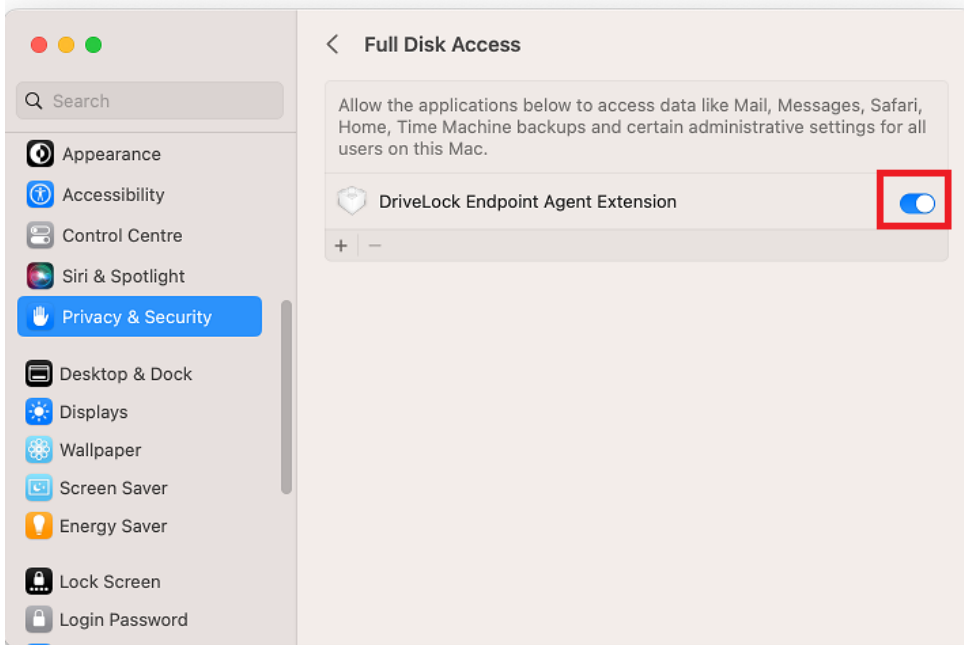 Search
Appearance
Accessibility
Control Centre
Siri & Spotlight
Privacy & Security
Desktop & Dock
Displays
Wallpaper
Screen Saver
Energy Saver
Lock Screen
Login Password
Full Disk Access
Allow the applications below to access data like Mail, Messages, Safari,
Home, Time Machine backups and certain administrative settings for all
users on this Mac.
DriveLock Endpoint Agent Extension